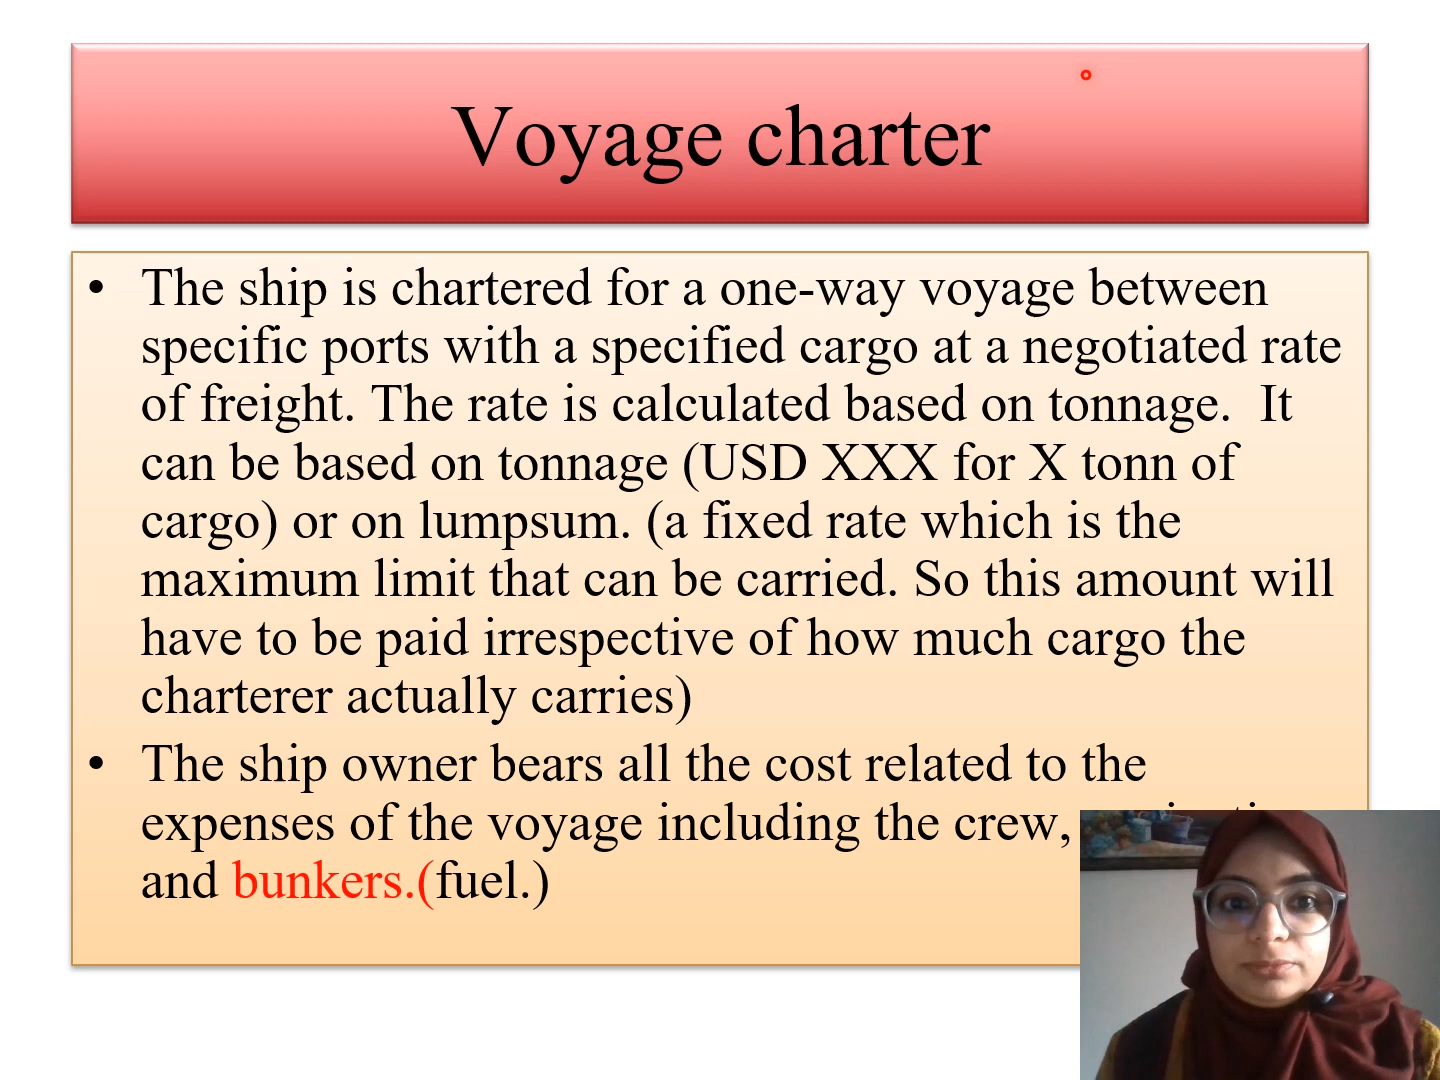 Voyage charter
• The ship is chartered for a one-way voyage between
specific ports with a specified cargo at a negotiated rate
of freight. The rate is calculated based on tonnage.  It
can be based on tonnage (USD XXX for X tonn of
cargo) or on lumpsum. (a fixed rate which is the
maximum limit that can be carried. So this amount will
have to be paid irrespective of how much cargo the
charterer actually carries)
• The ship owner bears all the cost related to the
expenses of the voyage including the crew,
and bunkers.(fuel.)